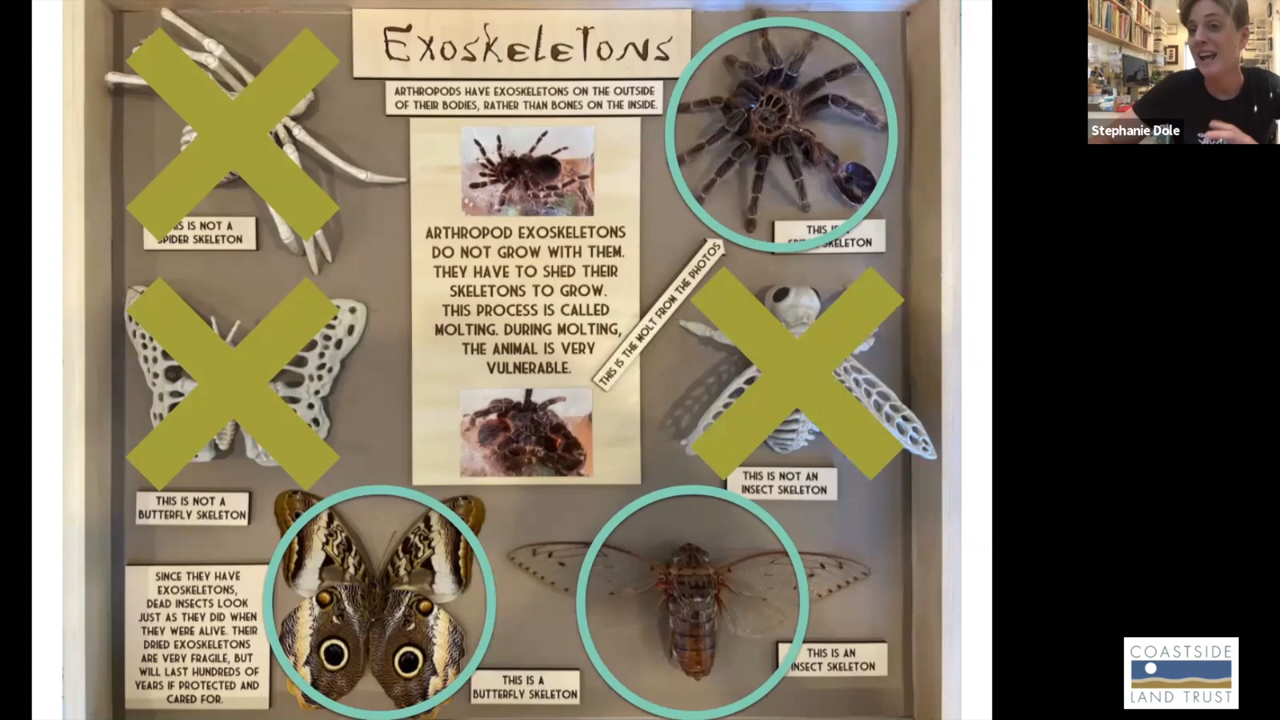 Exoskeletons
ARTHROPODS HAVE EXOSKELETONS ON THE OUTSIDE
OF THEIR BODIES, RATHER THAN BONES ON THE INSIDE.
ARTHROPOD EXOSKELETONS
DO NOT GROW WITH THEM.
THEY HAVE TO SHED THEIR
SKELETONS TO GROW.
THIS PROCESS IS CALLED
MOLTING. DURING MOLTING,
THE ANIMAL IS VERY
VULNERABLE.
THIS IS NOT A
SPIDER SKELETON
THIS IS
SKELETON
THIS IS THE MOLT FROM THE PHOTOS
THIS IS NOT A
BUTTERFLY SKELETON
THIS IS NOT AN
INSECT SKELETON
SINCE THEY HAVE
EXOSKELETONS,
DEAD INSECTS LOOK
JUST AS THEY DID WHEN
THEY WERE ALIVE. THEIR
DRIED EXOSKELETONS
ARE VERY FRAGILE, BUT
WILL LAST HUNDREDS OF
YEARS IF PROTECTED AND
CARED FOR.
THIS IS A
BUTTERFLY SKELETON
THIS IS AN
INSECT SKELETON
Stephanie Dole
COASTSIDE
LAND TRUST